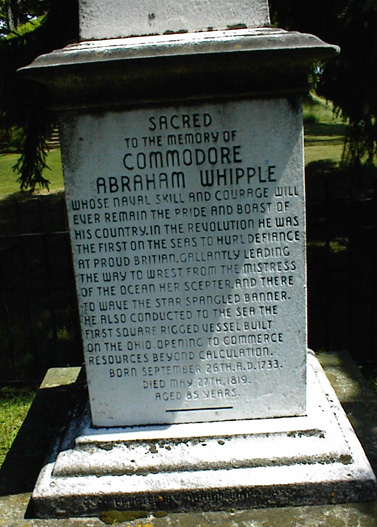 SACRED
TO THE MEMORY OF
COMMODORE
ABRAHAM WHIPPLE
WHOSE NAVAL SKILL AND COURAGE WILL
EVER REMAIN THE PRIDE AND BOAST OF
HIS COUNTRY. IN THE REVOLUTION HE WAS
THE FIRST ON THE SEAS TO HURL DEFIANCE
AT PROUD BRITIAN, GALLANTLY LEADING
THE WAY TO WREST FROM THE MISTRESS
OF THE OCEAN HER SCEPTER, AND THERE
TO WAVE THE STAR SPANGLED BANNER.
HE ALSO CONDUCTED TO THE SEA THE
FIRST SQUARE RIGGED VESSEL BUILT
ON THE OHIO OPENING TO COMMERCE
RESOURCES BEYOND CALCULATION.
BORN SEPTEMBER 26TH, A.D. 1733.
DIED MAY 27TH, 1819.
AGED 85 YEARS.